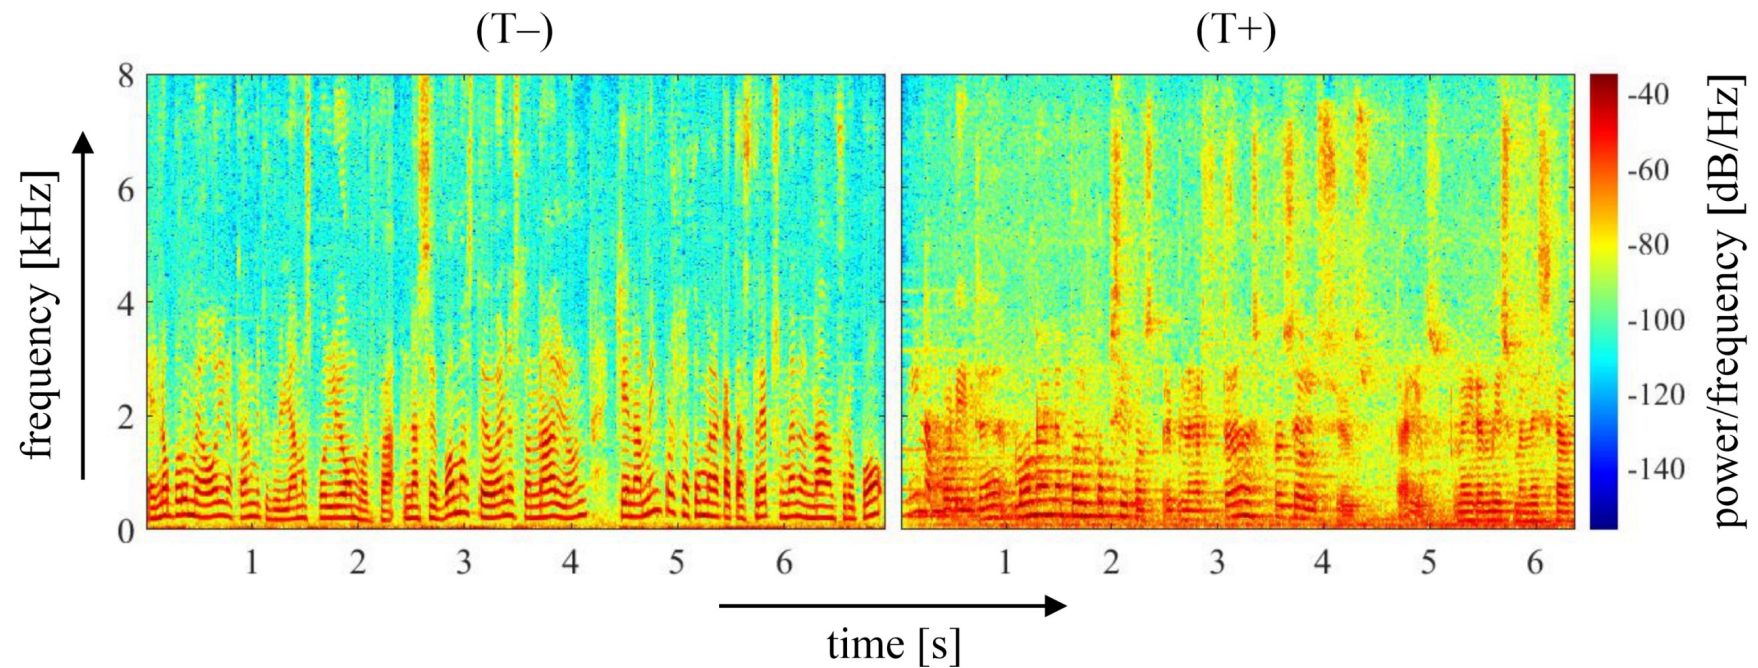 (T–) (T+)
8
6
4
2
0
frequency [kHz]
1 2 3 4 5 6
1 2 3 4 5 6
time [s]
-40
-60
-80
-100
-120
-140
power/frequency [dB/Hz]